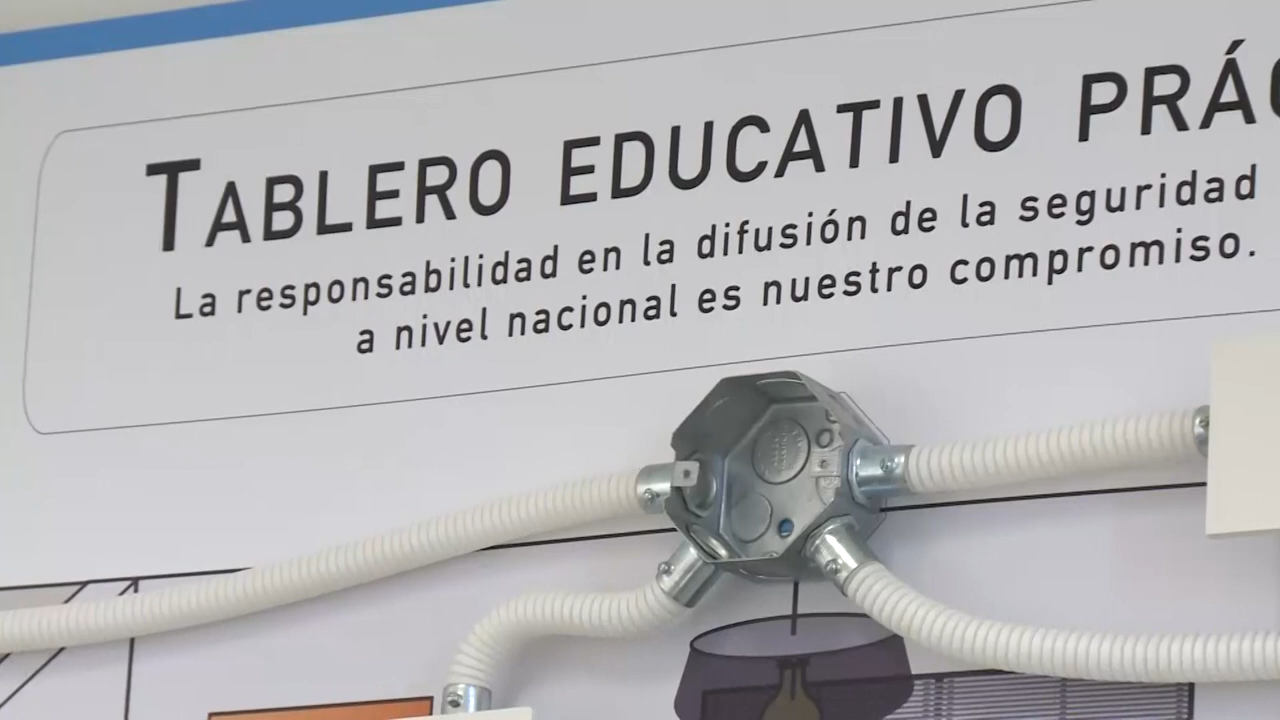 TABLERO EDUCATIVO PRÁC
La responsabilidad en la difusión de la seguridad
a nivel nacional es nuestro compromiso.